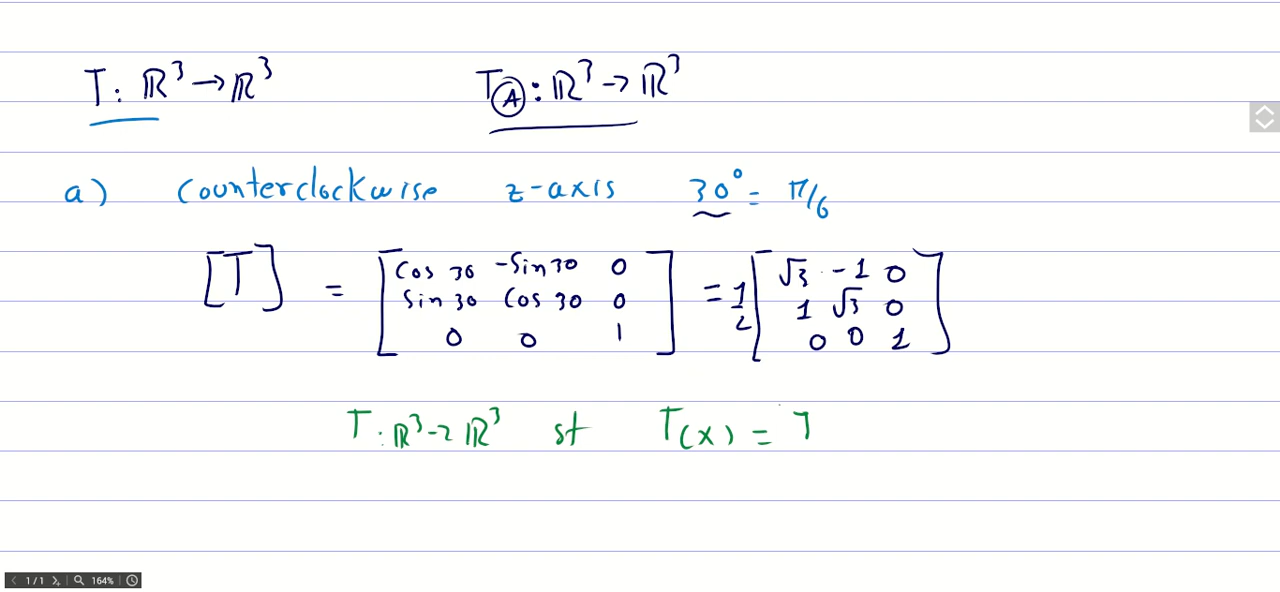 T: ℝ³→ℝ³ T_A: ℝ³→ℝ³
a) Counterclockwise z-axis 30° = π/6
[T] = [cos 30 -Sin 30 0; Sin 30 Cos 30 0; 0 0 1] = 1/2 [√3 -1 0; 1 √3 0; 0 0 1]
T: ℝ³→ℝ³ st T(x) =
1/1 164%